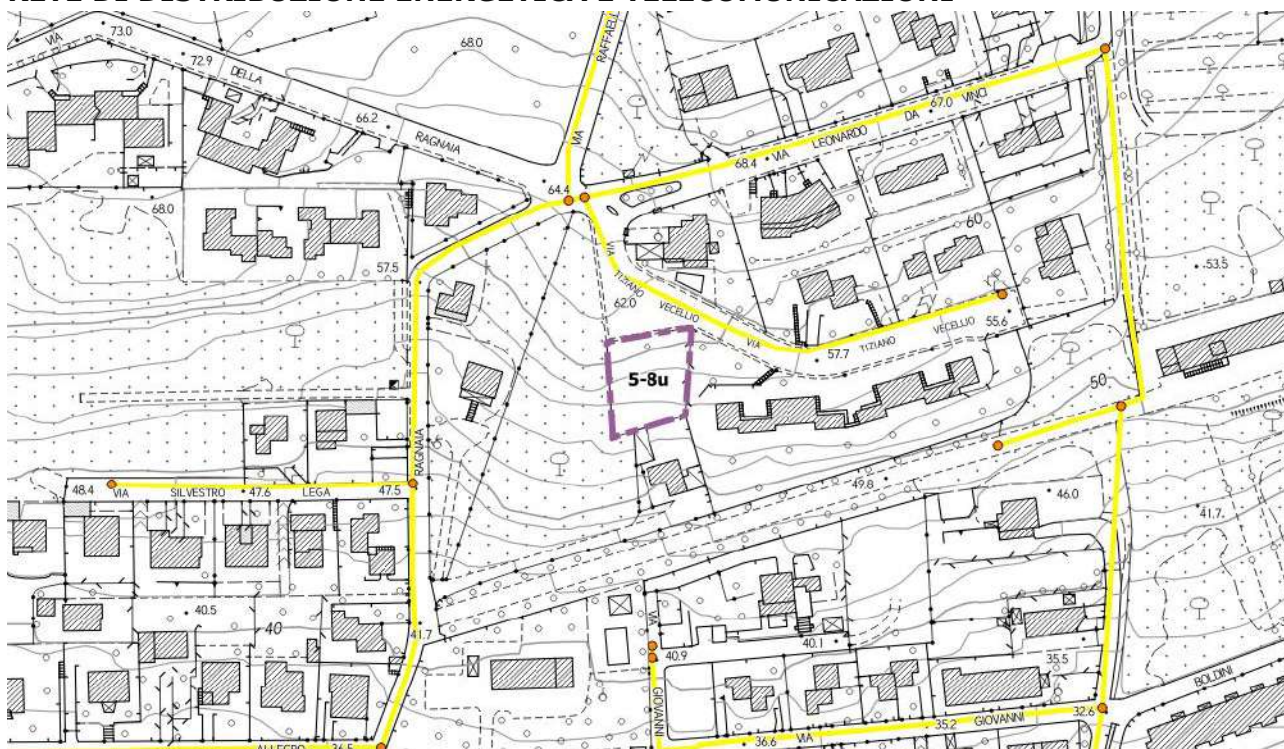 RETE DI DISTRIBUZIONE ENERGETICA E TELECOMUNICAZIONI
VIA
73.0
72.9
DELLA
68.0
66.2
RAGNAIA
VIA
RAFFAELL
67.0
VINCI
DA
LEONARDO
VIA
68.4
64.4
68.0
57.5
60
53.5
VIA
TIZIANO
62.0
VECELLIO
VIA
57.7
TIZIANO
VECELLIO
55.6
5-8u
50
RAGNAIA
48.4
VIA
SILVESTRO
47.6
LEGA
47.5
49.8
46.0
41.7
40.5
40
41.7
VIA
40.9
40.1
GIOVANNI
35.5
BOLDINI
32.6
GIOVANNI
35.2
VIA
36.6
ALLEGRO
36.5